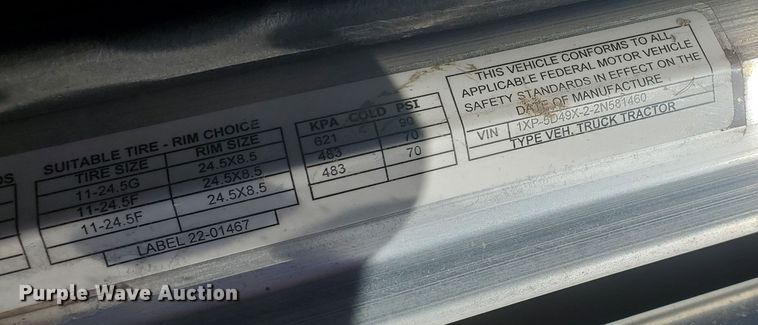 DS
SUITABLE TIRE - RIM CHOICE
TIRE SIZE RIM SIZE
11-24.5G 24.5X8.5
11-24.5F 24.5X8.5
11-24.5F 24.5X8.5
LABEL 22-01467
KPA COLD PSI
621 90
483 70
483 70
THIS VEHICLE CONFORMS TO ALL
APPLICABLE FEDERAL MOTOR VEHICLE
SAFETY STANDARDS IN EFFECT ON THE
DATE OF MANUFACTURE
VIN 1XP-5D49X-2-2N581460
TYPE VEH. TRUCK TRACTOR
Purple Wave Auction